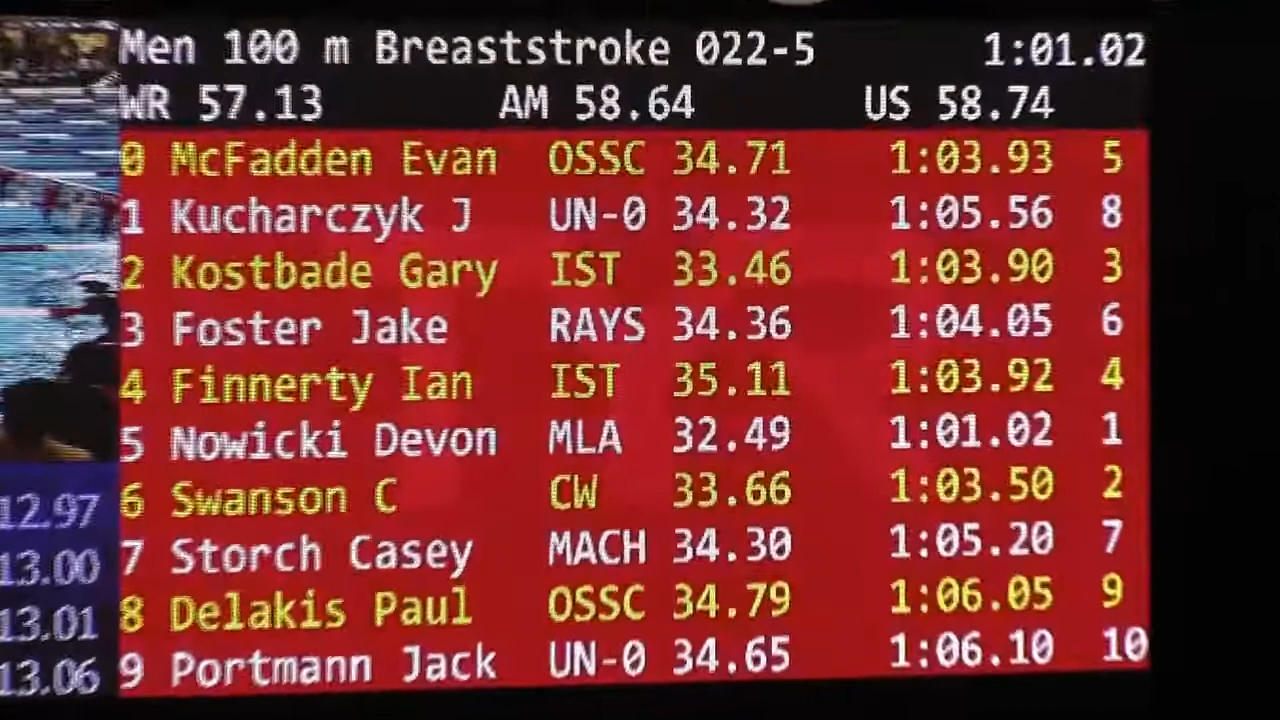 Men 100 m Breaststroke 022-5 1:01.02
WR 57.13 AM 58.64 US 58.74
0 McFadden Evan OSSC 34.71 1:03.93 5
1 Kucharczyk J UN-0 34.32 1:05.56 8
2 Kostbade Gary IST 33.46 1:03.90 3
3 Foster Jake RAYS 34.36 1:04.05 6
4 Finnerty Ian IST 35.11 1:03.92 4
5 Nowicki Devon MLA 32.49 1:01.02 1
6 Swanson C CW 33.66 1:03.50 2
7 Storch Casey MACH 34.30 1:05.20 7
8 Delakis Paul OSSC 34.79 1:06.05 9
9 Portmann Jack UN-0 34.65 1:06.10 10
12.97
13.00
13.01
13.06